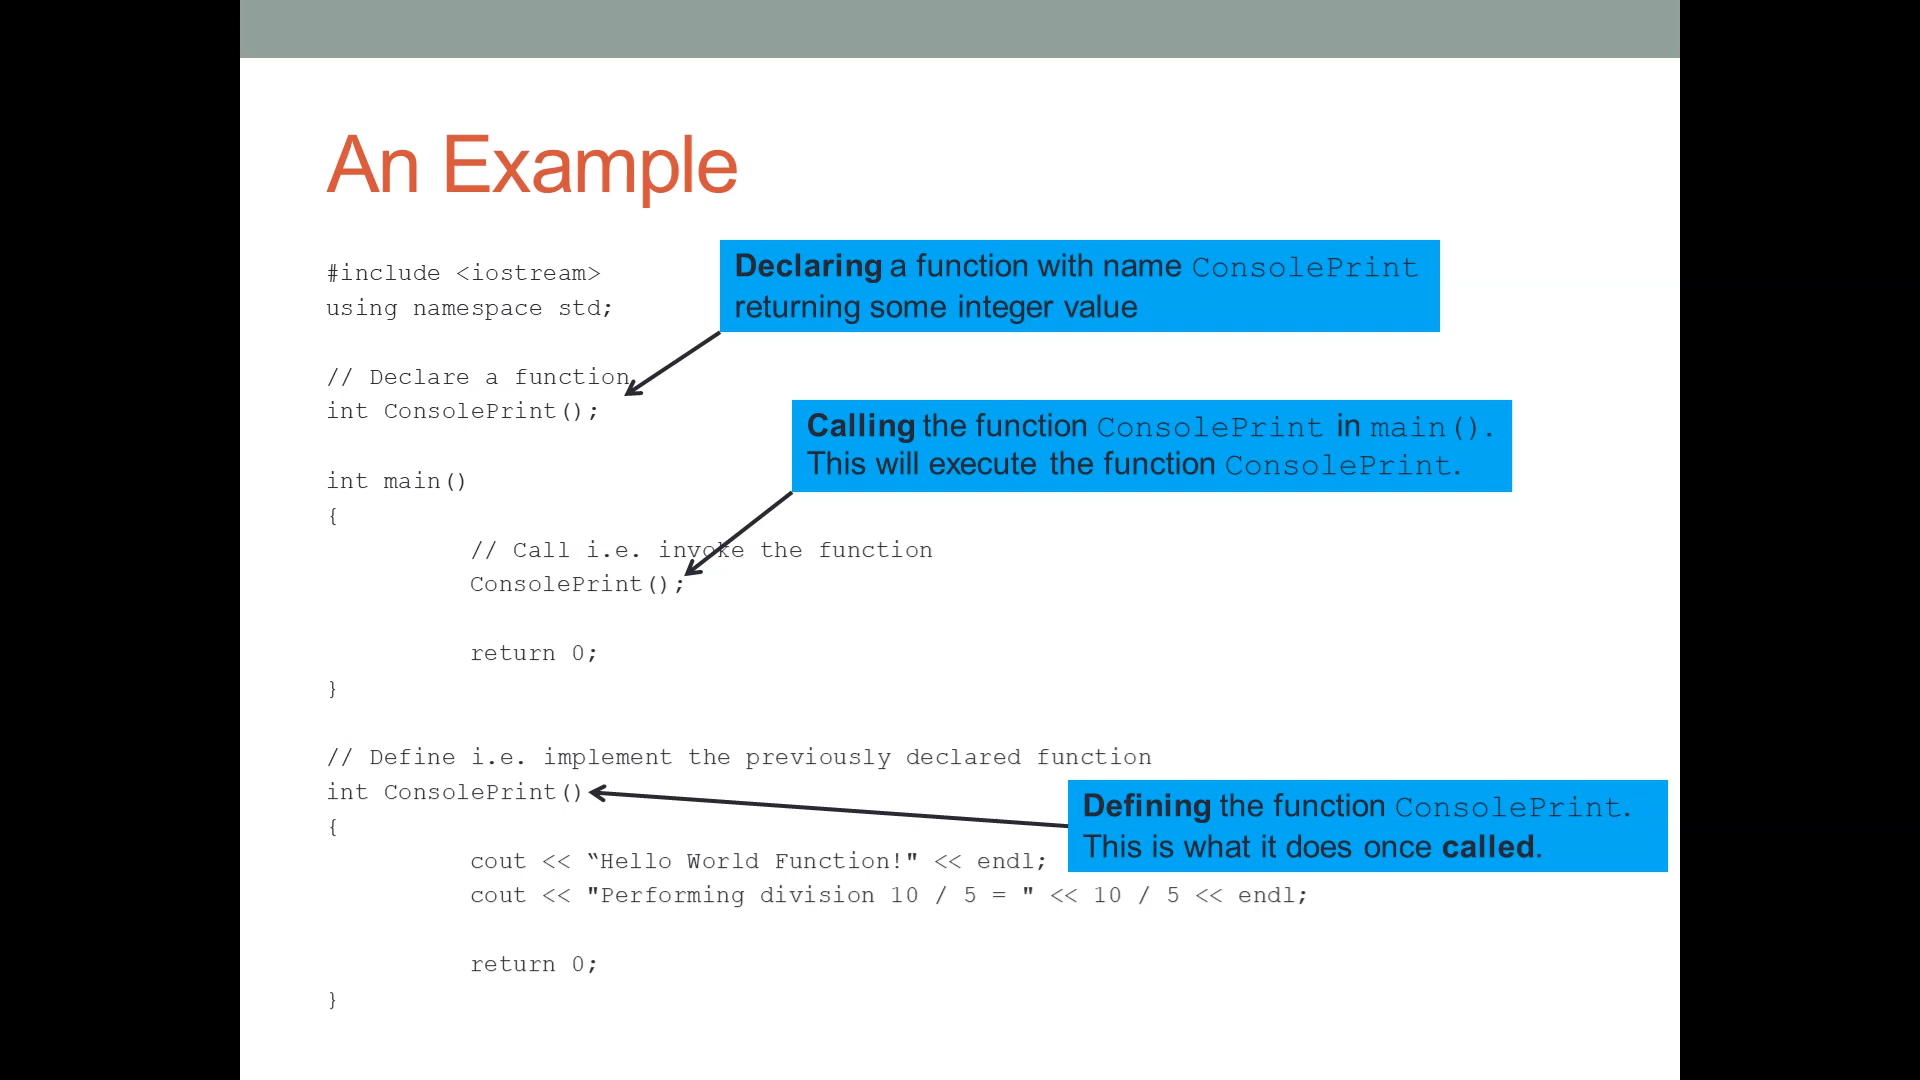 An Example
#include <iostream>
using namespace std;
Declaring a function with name ConsolePrint
returning some integer value
// Declare a function
int ConsolePrint();
Calling the function ConsolePrint in main().
This will execute the function ConsolePrint.
int main()
{
// Call i.e. invoke the function
ConsolePrint();
return 0;
}
// Define i.e. implement the previously declared function
int ConsolePrint()
{
Defining the function ConsolePrint.
This is what it does once called.
cout << “Hello World Function!" << endl;
cout << "Performing division 10 / 5 = " << 10 / 5 << endl;
return 0;
}